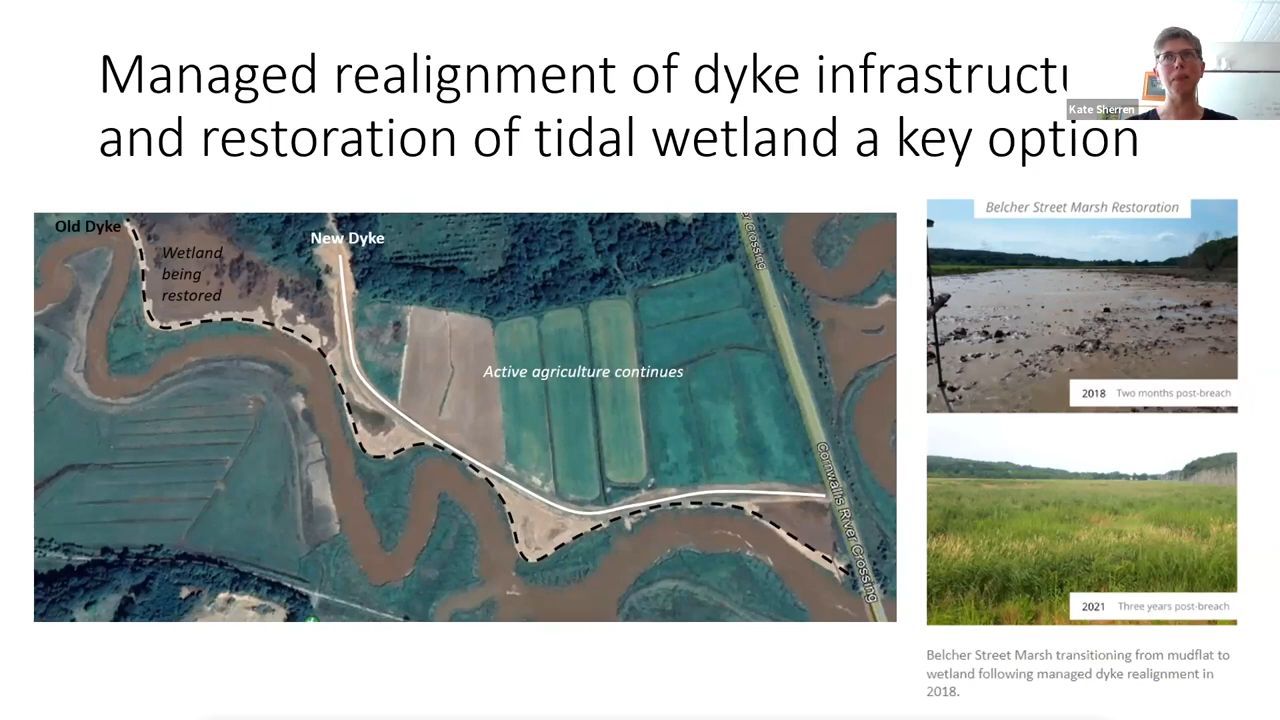 Managed realignment of dyke infrastructu
Kate Sherren
and restoration of tidal wetland a key option
Old Dyke
Wetland
being
restored
New Dyke
Active agriculture continues
Crossing
Cornwallis River Crossing
Belcher Street Marsh Restoration
2018 Two months post-breach
2021 Three years post-breach
Belcher Street Marsh transitioning from mudflat to
wetland following managed dyke realignment in
2018.